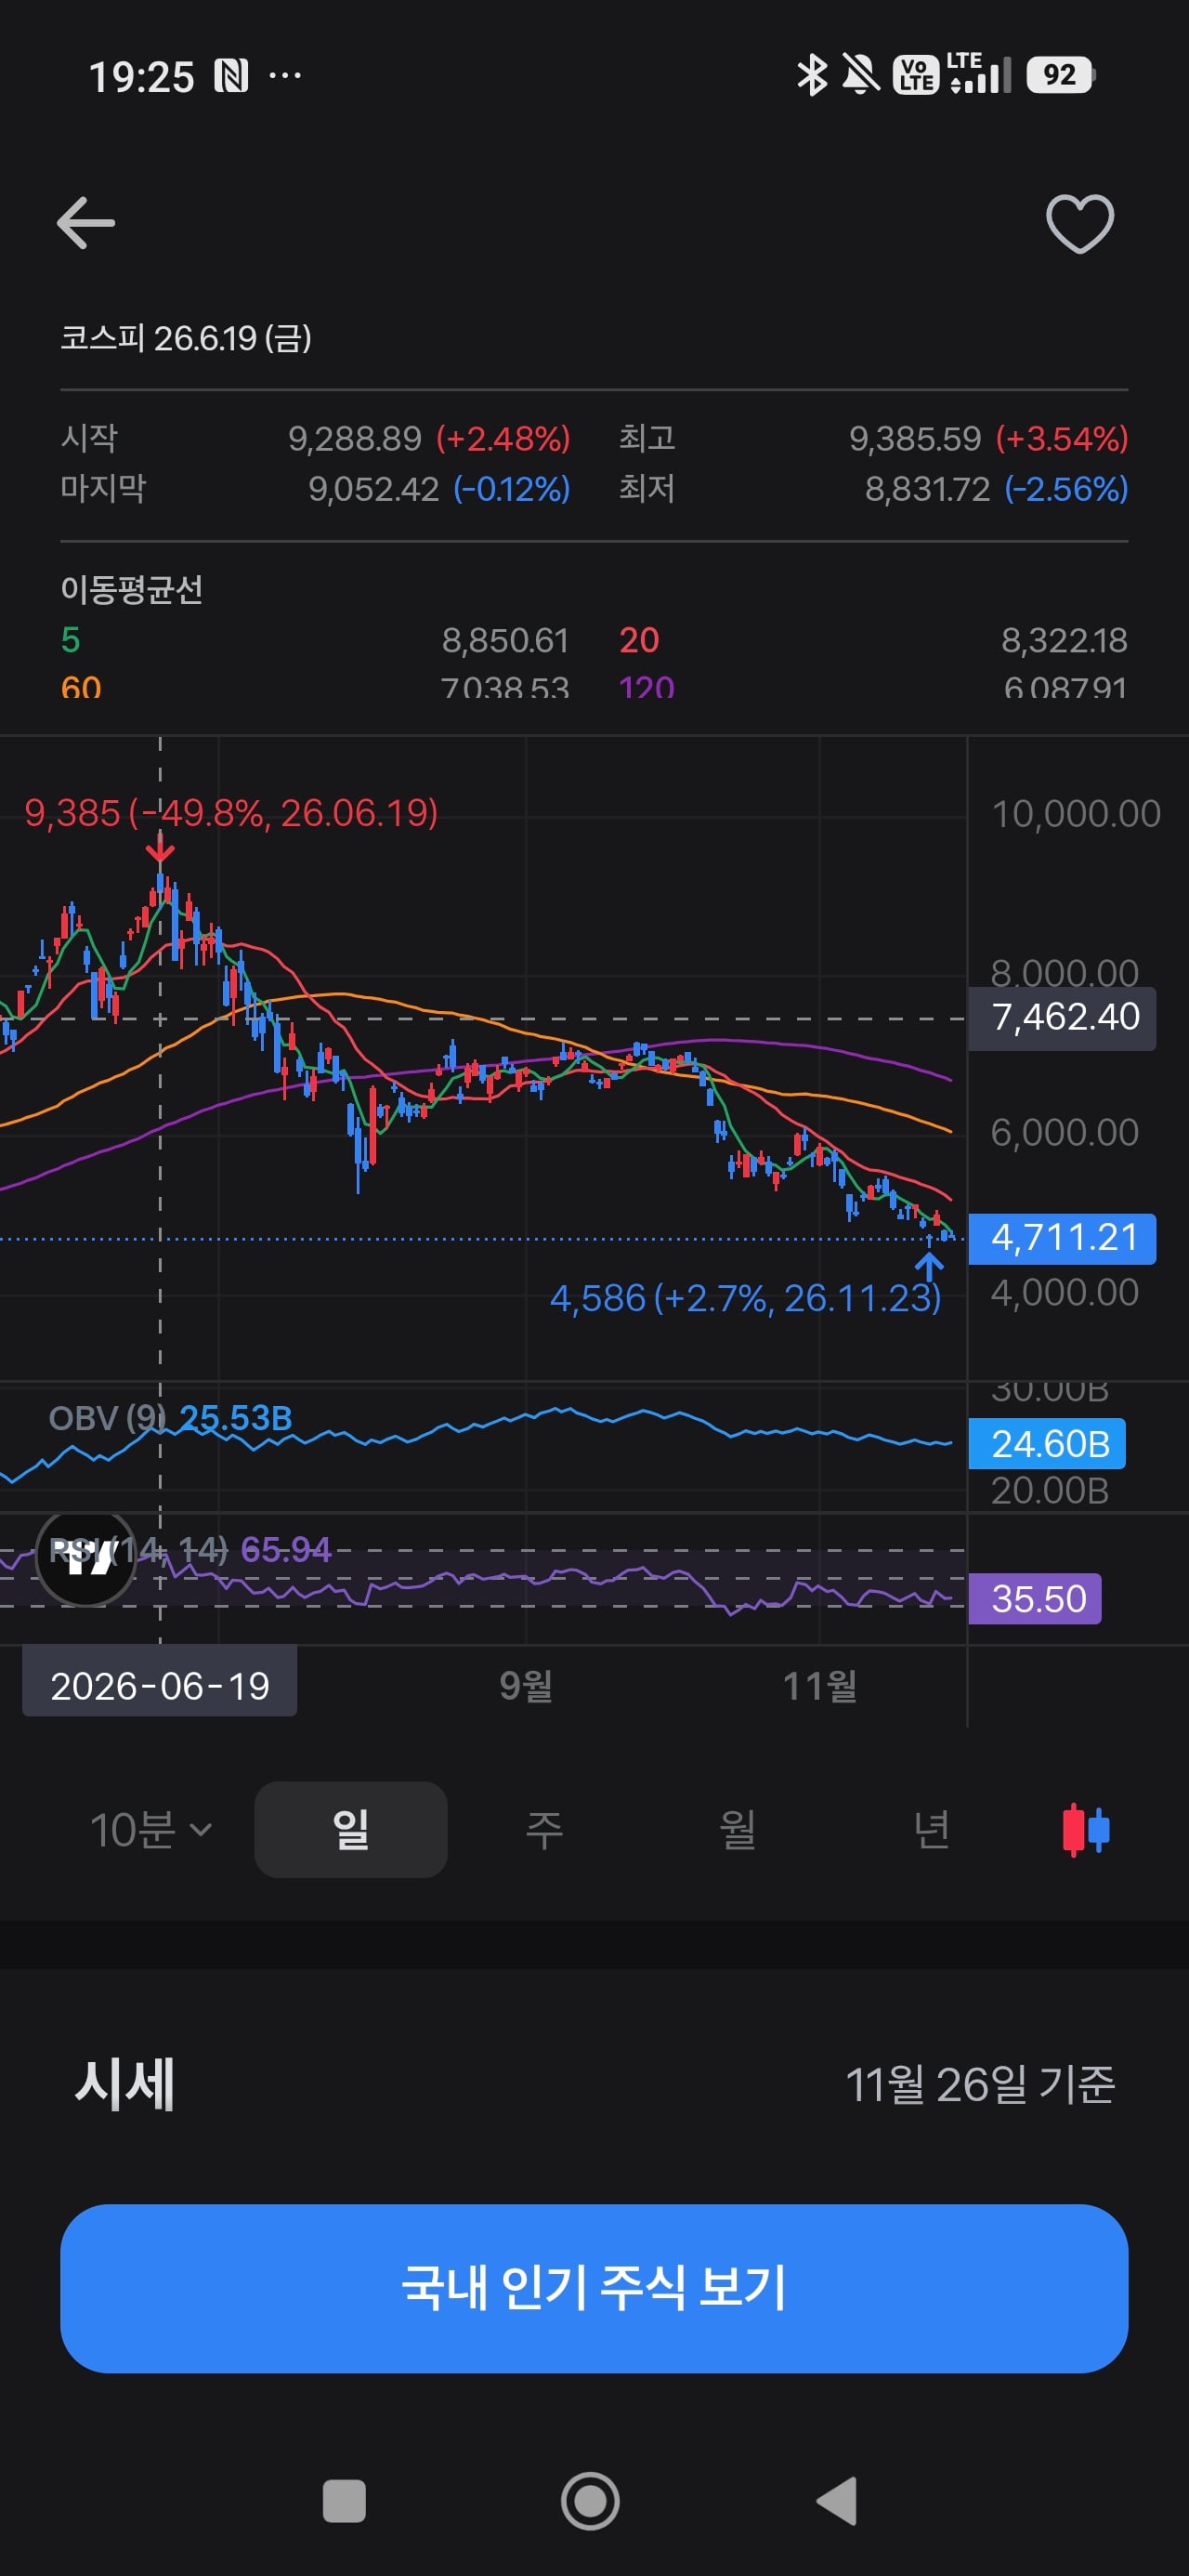 19:25 ...
Vo LTE LTE 92
코스피 26.6.19 (금)
시작 9,288.89 (+2.48%) 최고 9,385.59 (+3.54%)
마지막 9,052.42 (-0.12%) 최저 8,831.72 (-2.56%)
이동평균선
5 8,850.61 20 8,322.18
60 7,038.53 120 6,087.91
9,385 (-49.8%, 26.06.19)
10,000.00
8,000.00
7,462.40
6,000.00
4,711.21
4,586 (+2.7%, 26.11.23)
4,000.00
30.00B
OBV (9) 25.53B
24.60B
20.00B
RSI (14, 14) 65.94
35.50
2026-06-19 9월 11월
10분 일 주 월 년
시세 11월 26일 기준
국내 인기 주식 보기